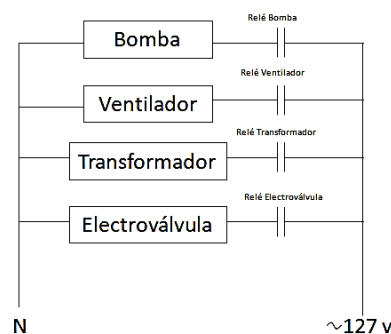 Relé Bomba
Bomba
Relé Ventilador
Ventilador
Relé Transformador
Transformador
Relé Electroválvula
Electroválvula
N
~127 v